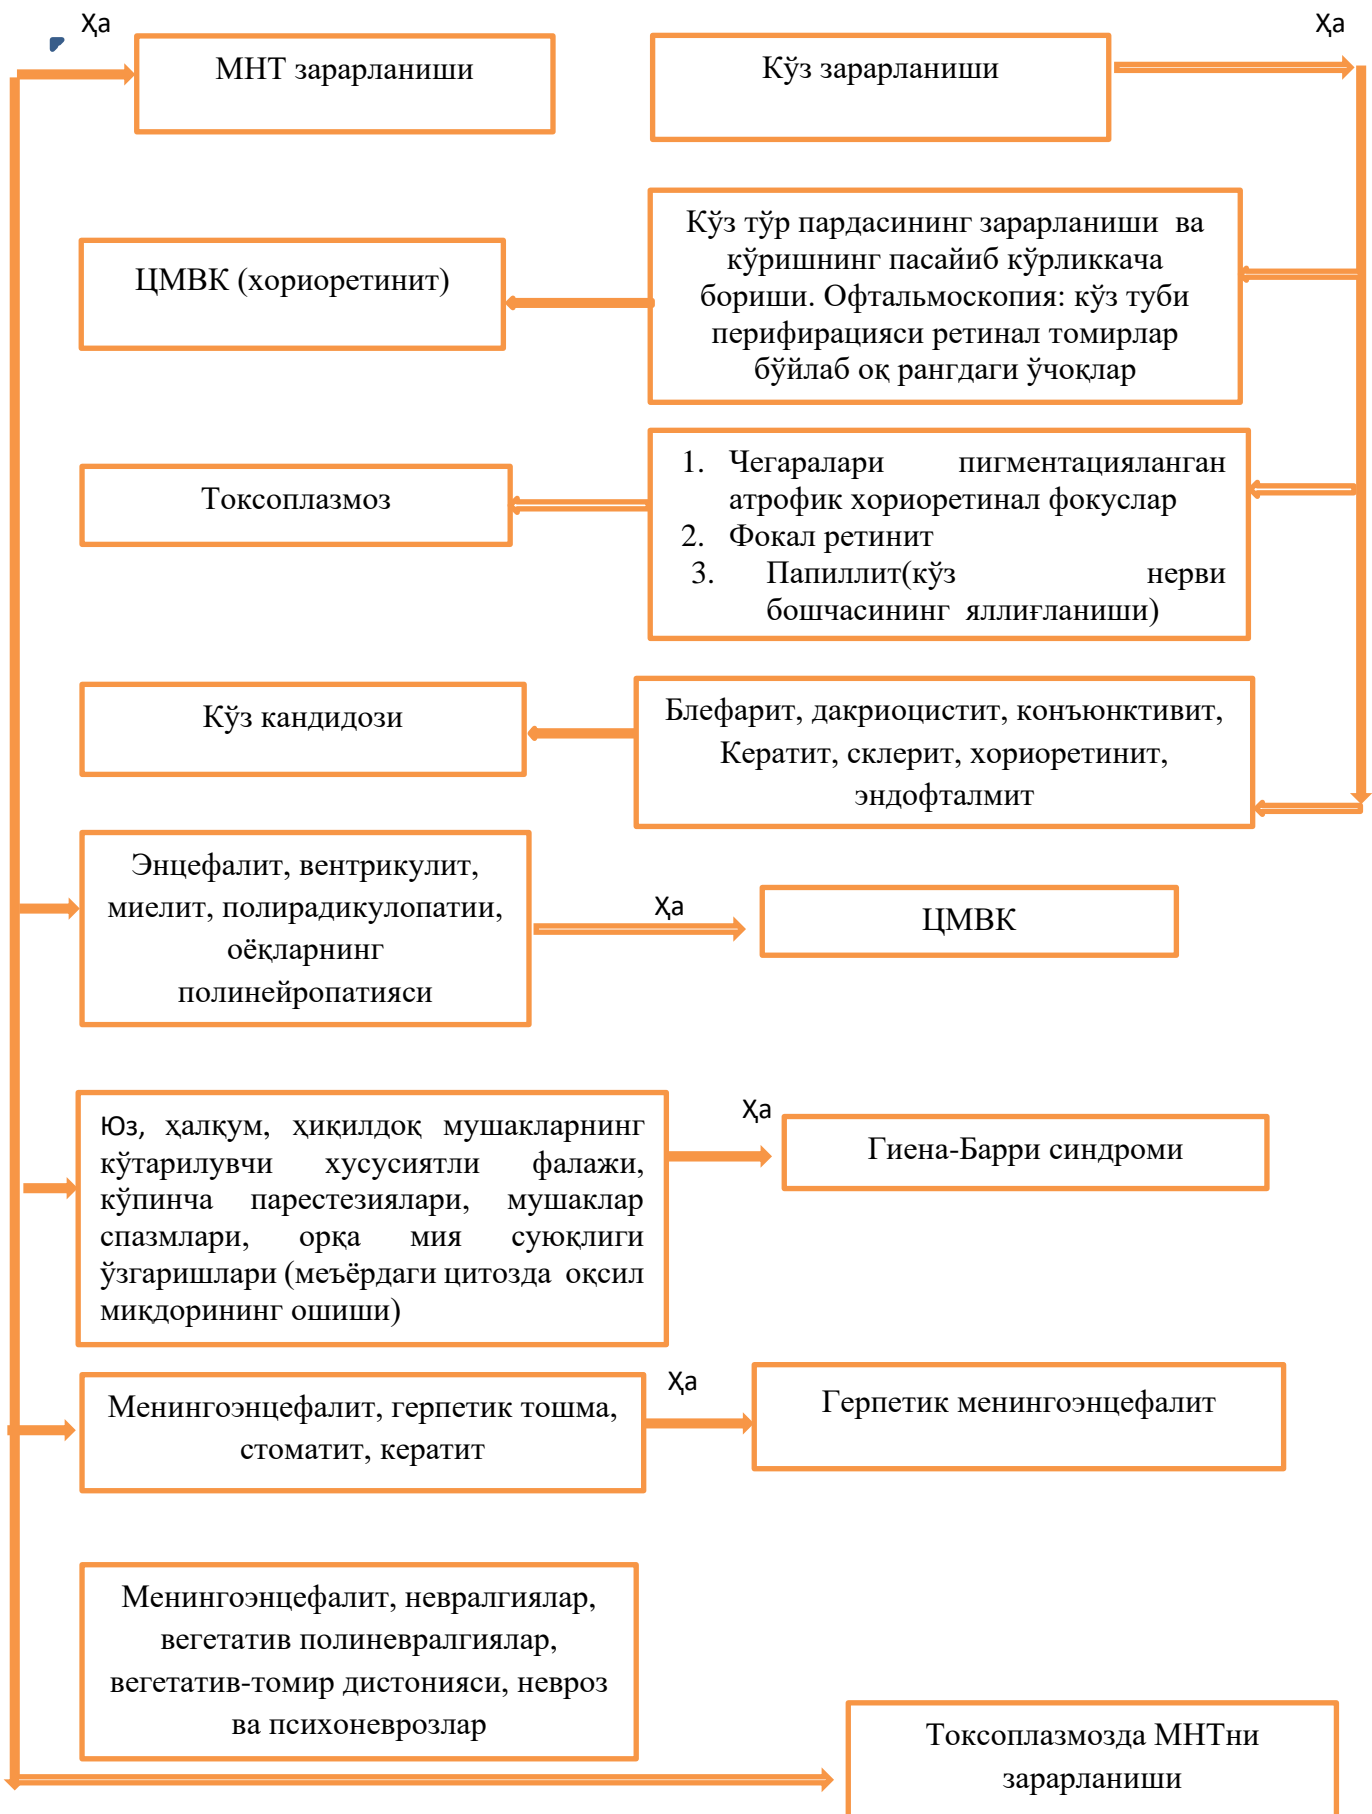 Ҳа
Ҳа
МНТ зарарланиши
Кўз зарарланиши
Кўз тўр пардасининг зарарланиши ва
кўришнинг пасайиб кўрликкача
бориши. Офтальмоскопия: кўз туби
перифирацияси ретинал томирлар
бўйлаб оқ рангдаги ўчоқлар
ЦМВК (хориоретинит)
1. Чегаралари пигментацияланган
атрофик хориоретинал фокуслар
2. Фокал ретинит
3. Папиллит(кўз нерви
бошчасининг яллиғланиши)
Токсоплазмоз
Блефарит, дакриоцистит, конъюнктивит,
Кератит, склерит, хориоретинит,
эндофталмит
Кўз кандидози
Энцефалит, вентрикулит,
миелит, полирадикулопатии,
оёқларнинг
полинейропатияси
Ҳа
ЦМВК
Юз, ҳалқум, ҳиқилдоқ мушакларнинг
кўтарилувчи хусусиятли фалажи,
кўпинча парестезиялари, мушаклар
спазмлари, орқа мия суюқлиги
ўзгаришлари (меъёрдаги цитозда оқсил
миқдорининг ошиши)
Ҳа
Гиена-Барри синдроми
Менингоэнцефалит, герпетик тошма,
стоматит, кератит
Ҳа
Герпетик менингоэнцефалит
Менингоэнцефалит, невралгиялар,
вегетатив полиневралгиялар,
вегетатив-томир дистонияси, невроз
ва психоневрозлар
Токсоплазмозда МНТни
зарарланиши